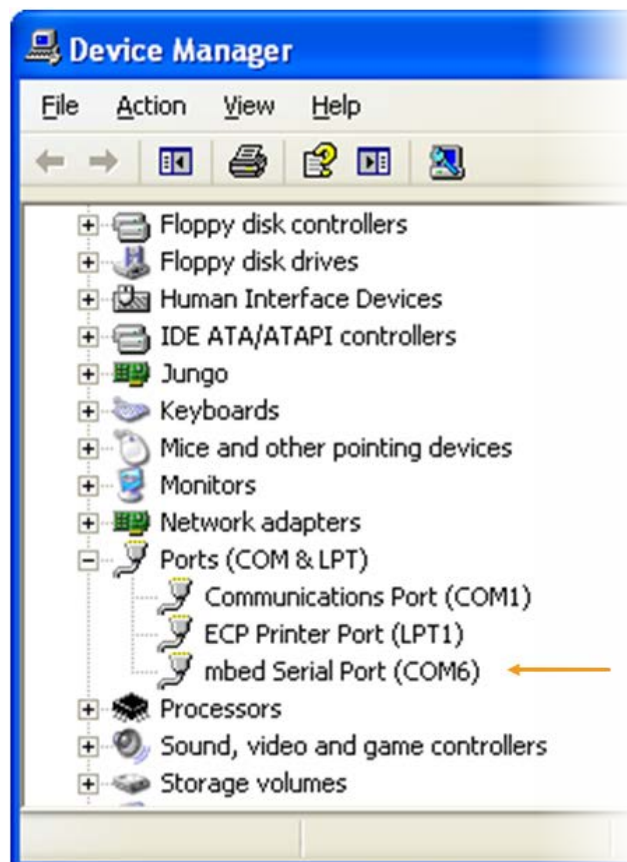 Device Manager
File Action View Help
Floppy disk controllers
Floppy disk drives
Human Interface Devices
IDE ATA/ATAPI controllers
Jungo
Keyboards
Mice and other pointing devices
Monitors
Network adapters
Ports (COM & LPT)
Communications Port (COM1)
ECP Printer Port (LPT1)
mbed Serial Port (COM6)
Processors
Sound, video and game controllers
Storage volumes